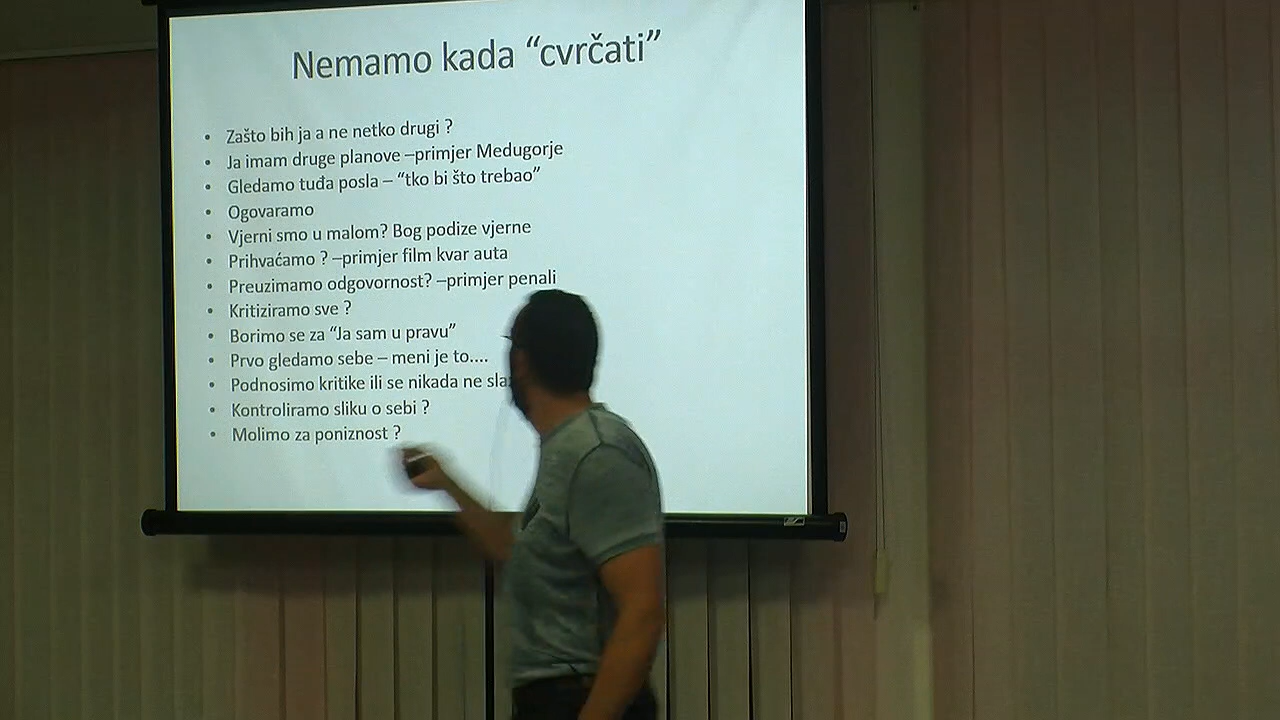 Nemamo kada “cvrčati”
• Zašto bih ja a ne netko drugi ?
• Ja imam druge planove –primjer Medugorje
• Gledamo tuđa posla – “tko bi što trebao”
• Ogovaramo
• Vjerni smo u malom? Bog podize vjerne
• Prihvaćamo ? –primjer film kvar auta
• Preuzimamo odgovornost? –primjer penali
• Kritiziramo sve ?
• Borimo se za “Ja sam u pravu”
• Prvo gledamo sebe – meni je to....
• Podnosimo kritike ili se nikada ne
• Kontroliramo sliku o sebi ?
• Molimo za poniznost ?